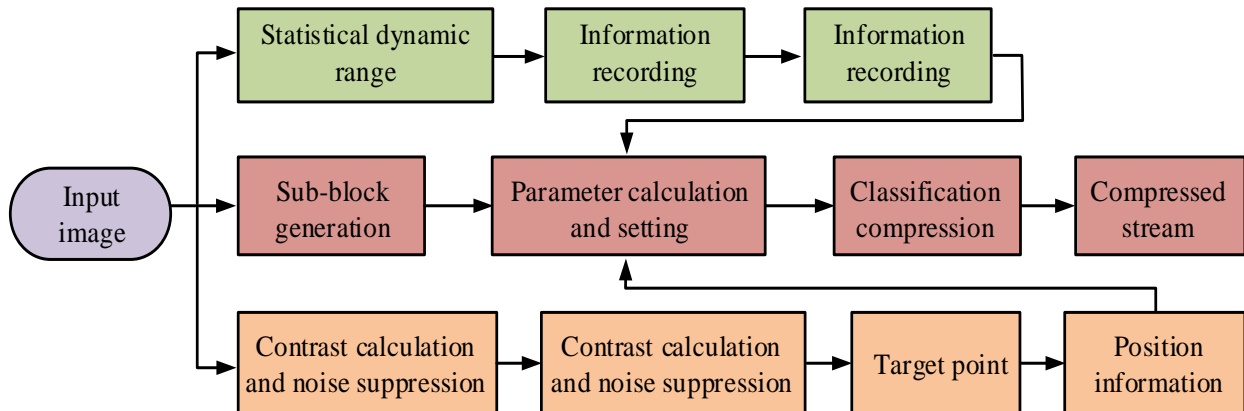 Statistical dynamic
range
Information
recording
Information
recording
Input
image
Sub-block
generation
Parameter calculation
and setting
Classification
compression
Compressed
stream
Contrast calculation
and noise suppression
Contrast calculation
and noise suppression
Target point
Position
information